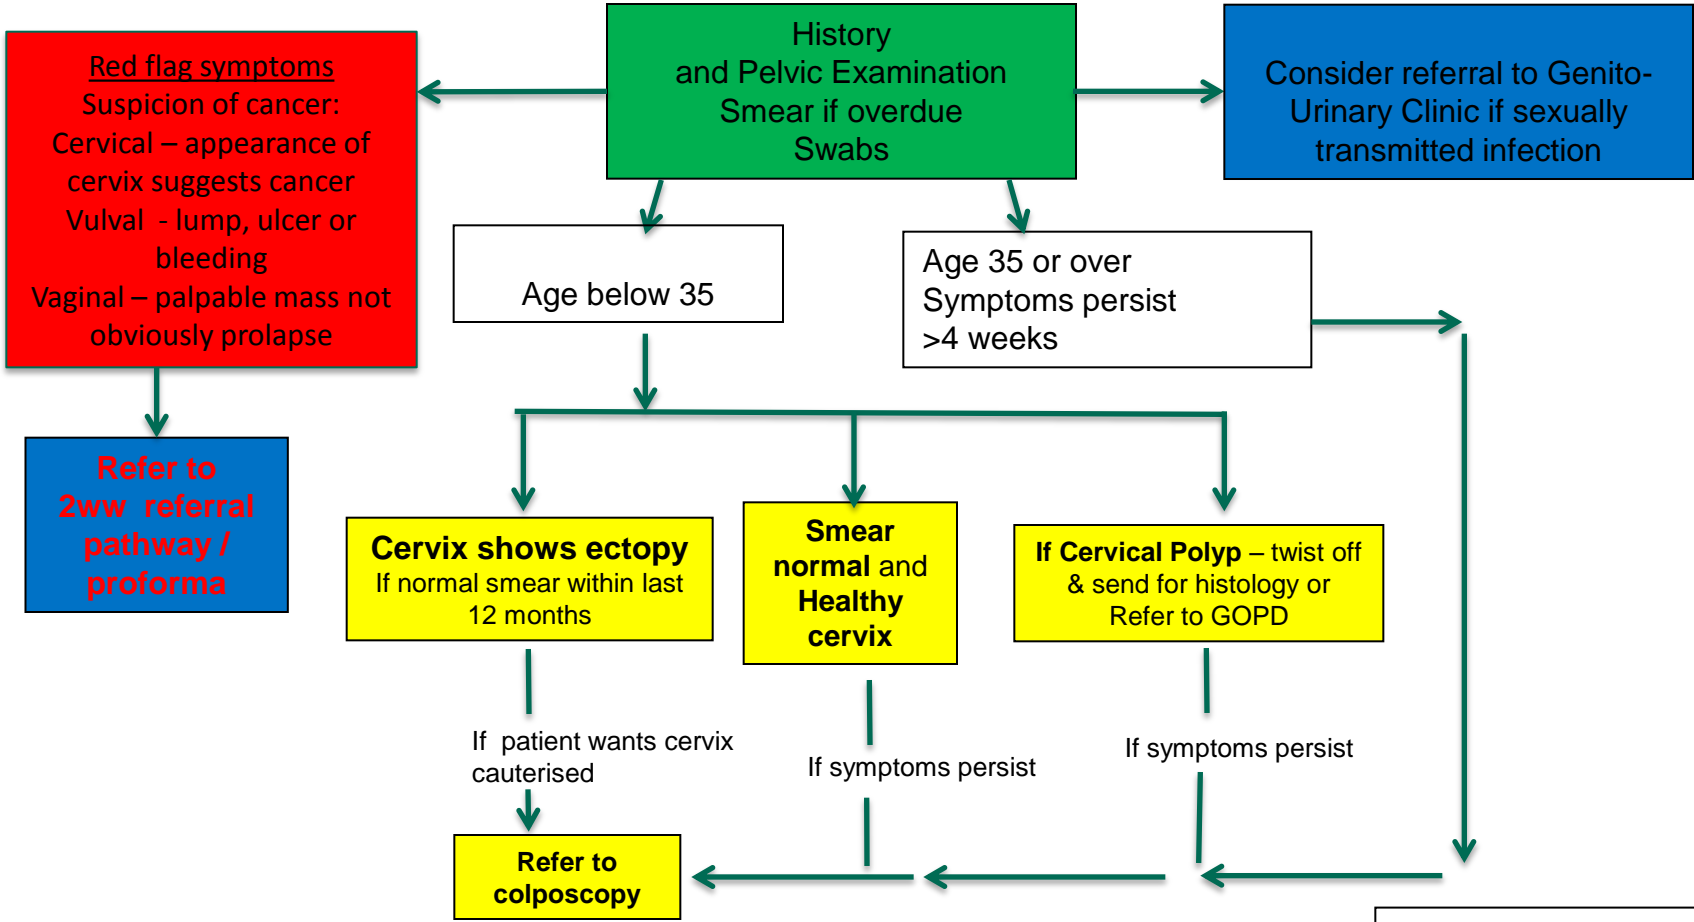 History
and Pelvic Examination
Smear if overdue
Swabs
Red flag symptoms
Suspicion of cancer:
Cervical – appearance of
cervix suggests cancer
Vulval  - lump, ulcer or
bleeding
Vaginal – palpable mass not
obviously prolapse
Consider referral to Genito-
Urinary Clinic if sexually
transmitted infection
Age below 35
Age 35 or over
Symptoms persist
>4 weeks
Refer to
2ww  referral
pathway /
proforma
Cervix shows ectopy
If normal smear within last
12 months
Smear
normal and
Healthy
cervix
If Cervical Polyp – twist off
& send for histology or
Refer to GOPD
If  patient wants cervix
cauterised
If symptoms persist
If symptoms persist
Refer to
colposcopy